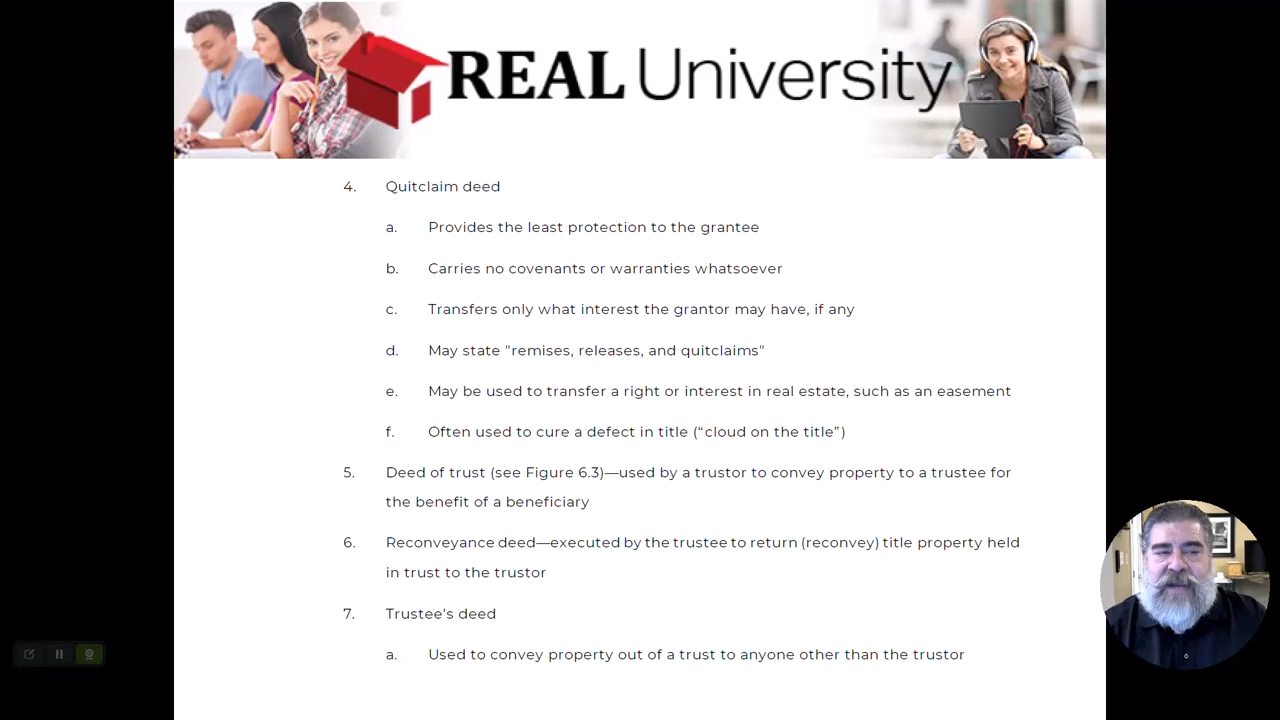 REAL University
4. Quitclaim deed
a. Provides the least protection to the grantee
b. Carries no covenants or warranties whatsoever
c. Transfers only what interest the grantor may have, if any
d. May state "remises, releases, and quitclaims"
e. May be used to transfer a right or interest in real estate, such as an easement
f. Often used to cure a defect in title (“cloud on the title”)
5. Deed of trust (see Figure 6.3)—used by a trustor to convey property to a trustee for
the benefit of a beneficiary
6. Reconveyance deed—executed by the trustee to return (reconvey) title property held
in trust to the trustor
7. Trustee's deed
a. Used to convey property out of a trust to anyone other than the trustor